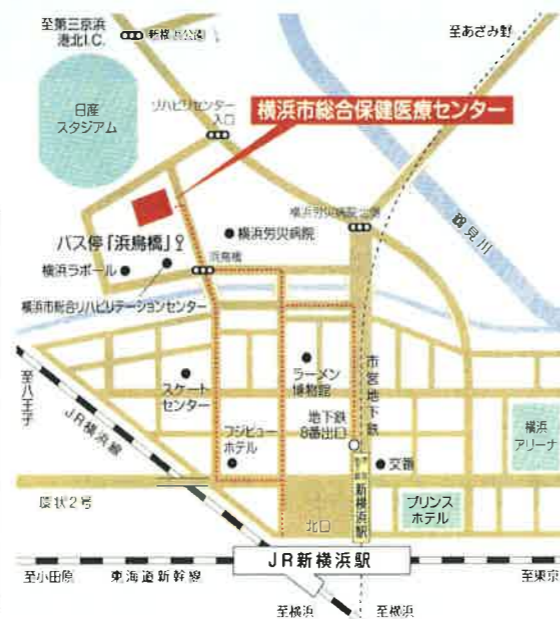 至第三京浜
港北I.C.
新横浜公園
至あざみ野
日産
スタジアム
リハビリセンター
入口
横浜市総合保健医療センター
横浜労災病院
鶴見川
バス停「浜鳥橋」
横浜ラポール
浜鳥橋
横浜市総合リハビリテーションセンター
至八王子
スケート
センター
ラーメン
博物館
市営地下鉄
JR横浜線
地下鉄
8番出口
横浜
アリーナ
フジビュー
ホテル
交番
新横浜駅
環状2号
北口
プリンス
ホテル
JR新横浜駅
至小田原
東海道新幹線
至東京
至横浜
至横浜